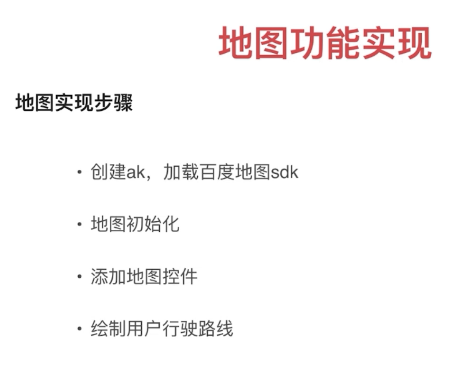 地图功能实现
地图实现步骤
• 创建ak，加载百度地图sdk
• 地图初始化
• 添加地图控件
• 绘制用户行驶路线